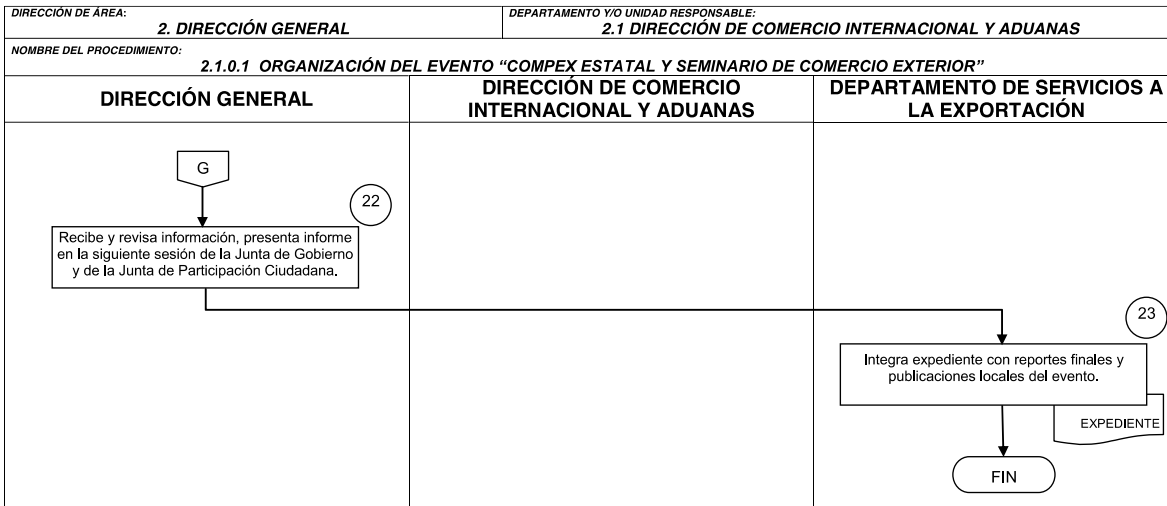 DIRECCIÓN DE ÁREA:
2. DIRECCIÓN GENERAL
DEPARTAMENTO Y/O UNIDAD RESPONSABLE:
2.1 DIRECCIÓN DE COMERCIO INTERNACIONAL Y ADUANAS
NOMBRE DEL PROCEDIMIENTO:
2.1.0.1 ORGANIZACIÓN DEL EVENTO “COMPEX ESTATAL Y SEMINARIO DE COMERCIO EXTERIOR”
DIRECCIÓN GENERAL
DIRECCIÓN DE COMERCIO
INTERNACIONAL Y ADUANAS
DEPARTAMENTO DE SERVICIOS A
LA EXPORTACIÓN
G
22
Recibe y revisa información, presenta informe
en la siguiente sesión de la Junta de Gobierno
y de la Junta de Participación Ciudadana.
23
Integra expediente con reportes finales y
publicaciones locales del evento.
EXPEDIENTE
FIN